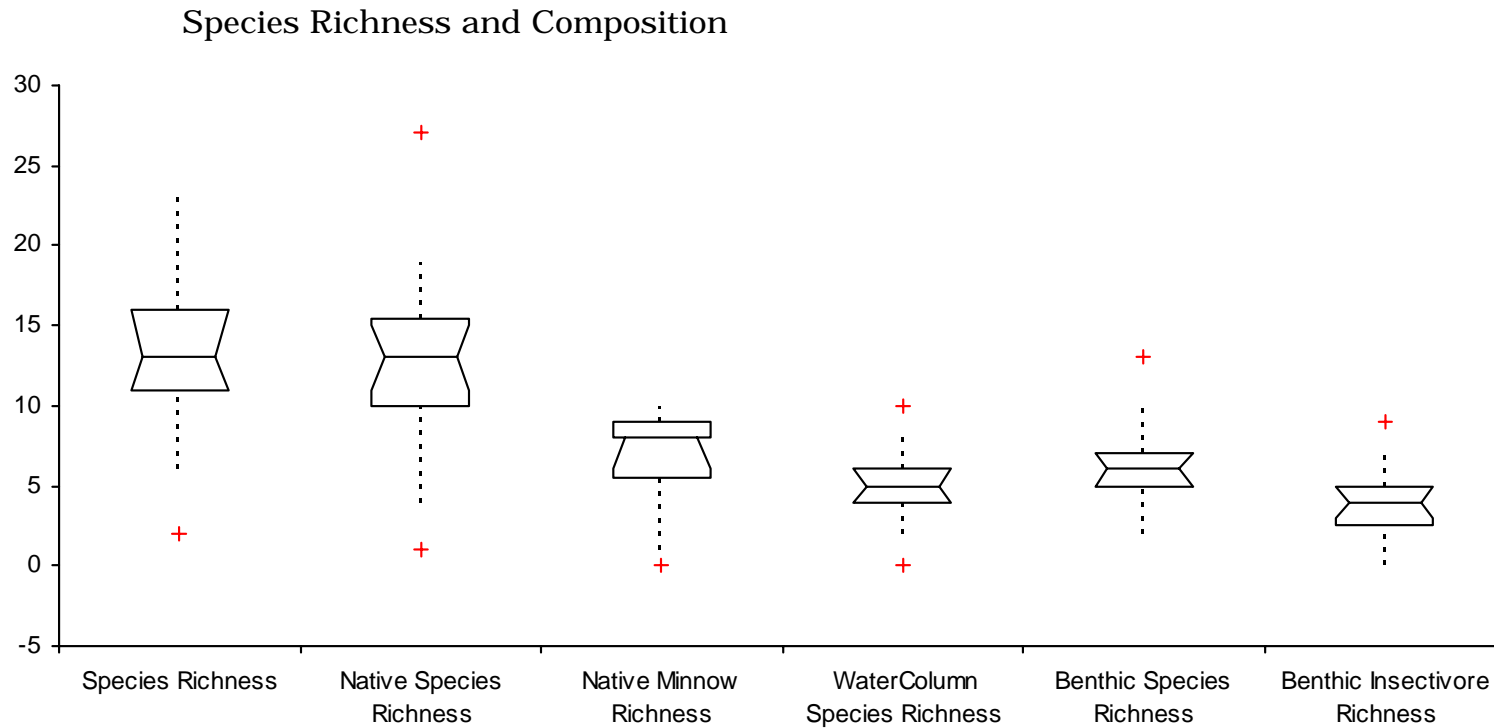 Species Richness and Composition
30
25
20
15
10
5
0
-5
Species Richness
Native Species
Richness
Native Minnow
Richness
WaterColumn
Species Richness
Benthic Species
Richness
Benthic Insectivore
Richness